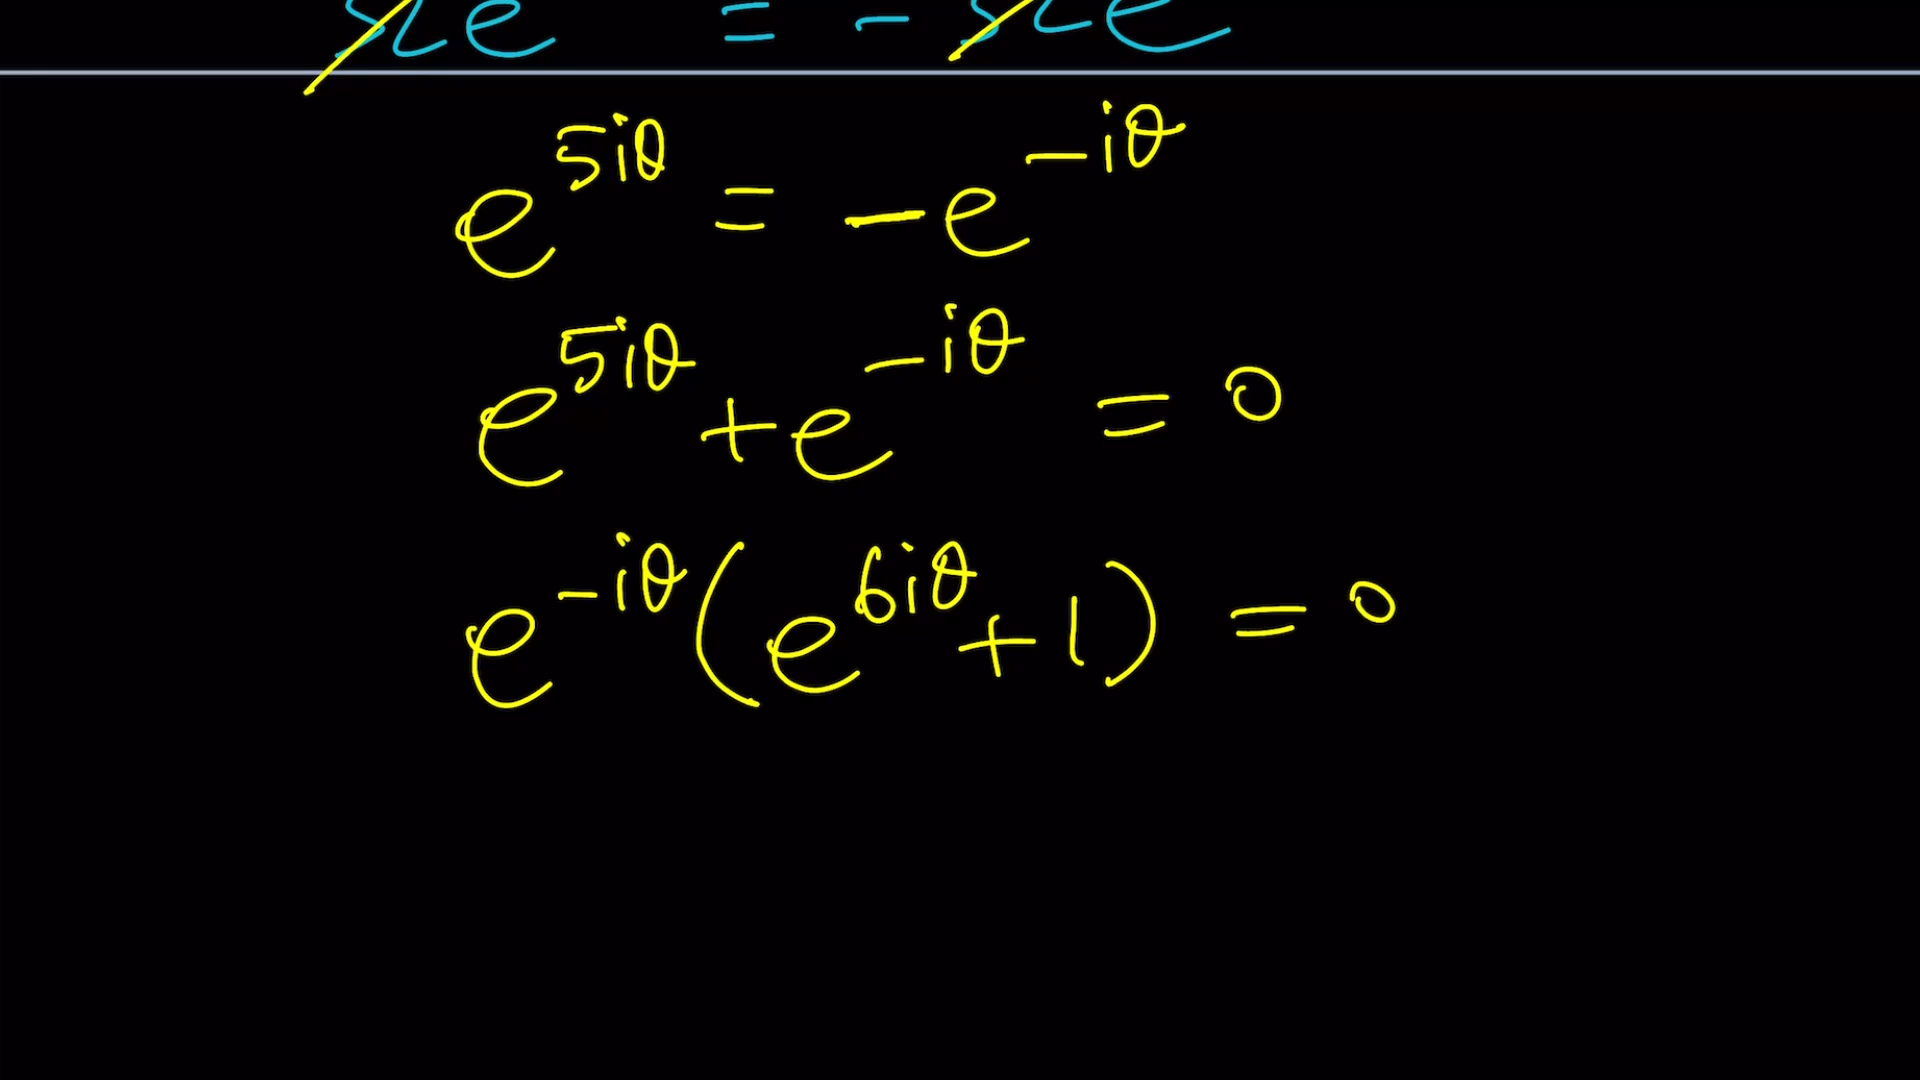 e = - e
e^{5iθ} = -e^{-iθ}
e^{5iθ} + e^{-iθ} = 0
e^{-iθ}(e^{6iθ} + 1) = 0